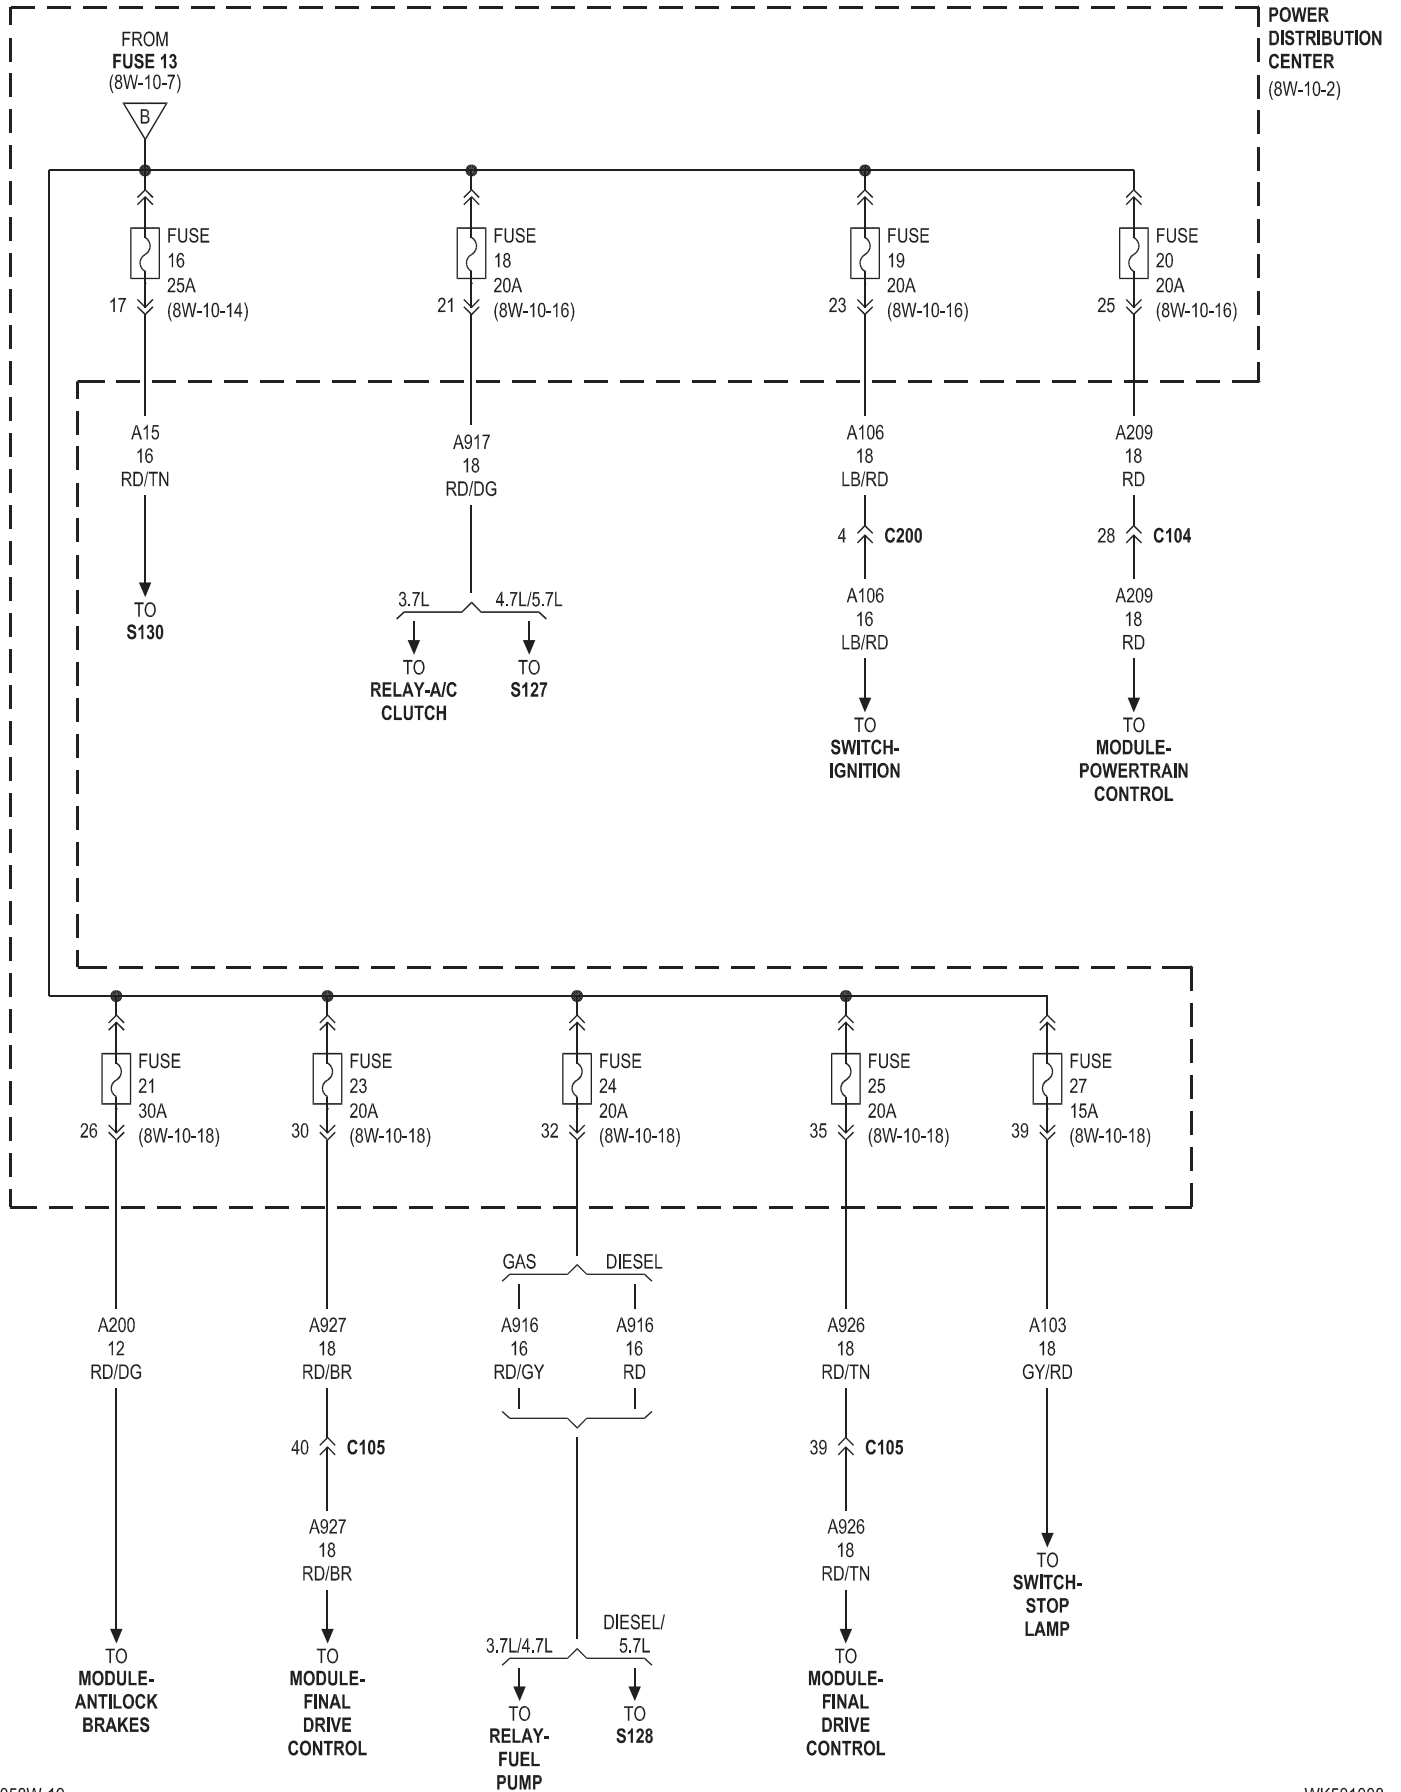 POWER
DISTRIBUTION
CENTER
(8W-10-2)
FROM
FUSE 13
(8W-10-7)
B
FUSE
16
25A
(8W-10-14)
17
FUSE
18
20A
(8W-10-16)
21
FUSE
19
20A
(8W-10-16)
23
FUSE
20
20A
(8W-10-16)
25
A15
16
RD/TN
TO
S130
A917
18
RD/DG
3.7L
4.7L/5.7L
TO
RELAY-A/C
CLUTCH
TO
S127
A106
18
LB/RD
4
C200
A106
16
LB/RD
TO
SWITCH-
IGNITION
A209
18
RD
28
C104
A209
18
RD
TO
MODULE-
POWERTRAIN
CONTROL
FUSE
21
30A
(8W-10-18)
26
FUSE
23
20A
(8W-10-18)
30
FUSE
24
20A
(8W-10-18)
32
FUSE
25
20A
(8W-10-18)
35
FUSE
27
15A
(8W-10-18)
39
A200
12
RD/DG
TO
MODULE-
ANTILOCK
BRAKES
A927
18
RD/BR
40
C105
A927
18
RD/BR
TO
MODULE-
FINAL
DRIVE
CONTROL
GAS
DIESEL
A916
16
RD/GY
A916
16
RD
3.7L/4.7L
DIESEL/
5.7L
TO
RELAY-
FUEL
PUMP
TO
S128
A926
18
RD/TN
39
C105
A926
18
RD/TN
TO
MODULE-
FINAL
DRIVE
CONTROL
A103
18
GY/RD
TO
SWITCH-
STOP
LAMP